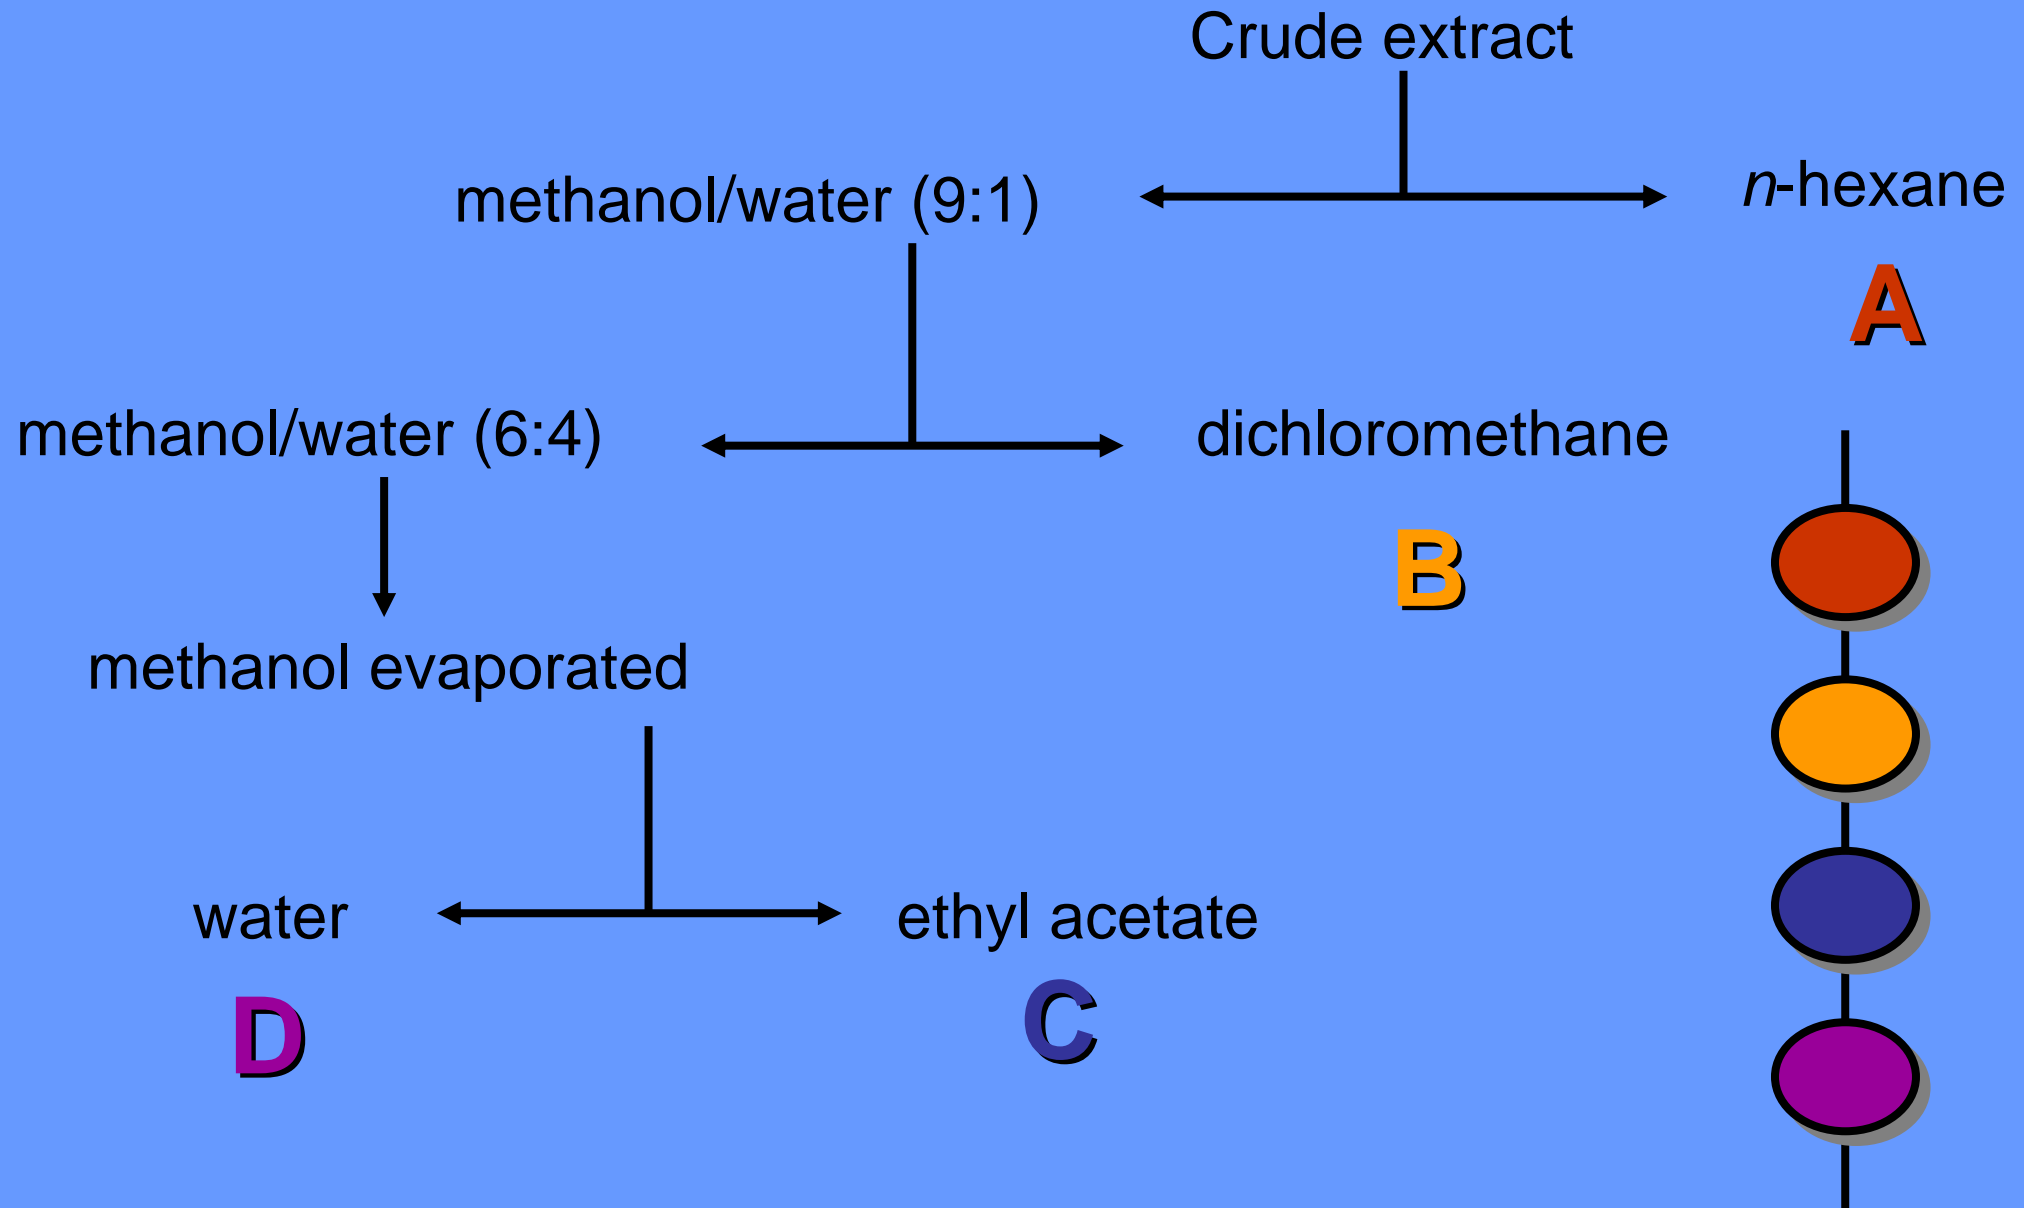 Crude extract
methanol/water (9:1)
n-hexane
A
methanol/water (6:4)
dichloromethane
B
methanol evaporated
water
ethyl acetate
D
C